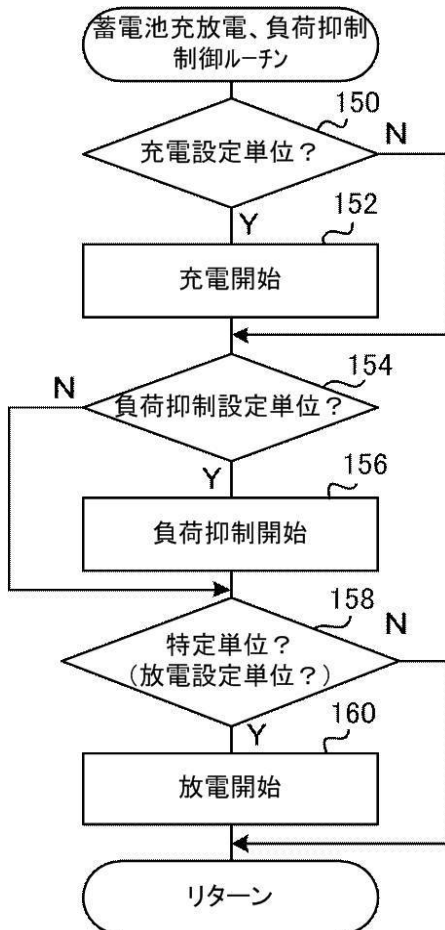 蓄電池充放電、負荷抑制
制御ルーチン
150
充電設定単位？
N
Y
152
充電開始
154
N
負荷抑制設定単位？
Y
156
負荷抑制開始
158
N
特定単位？
(放電設定単位？)
Y
160
放電開始
リターン